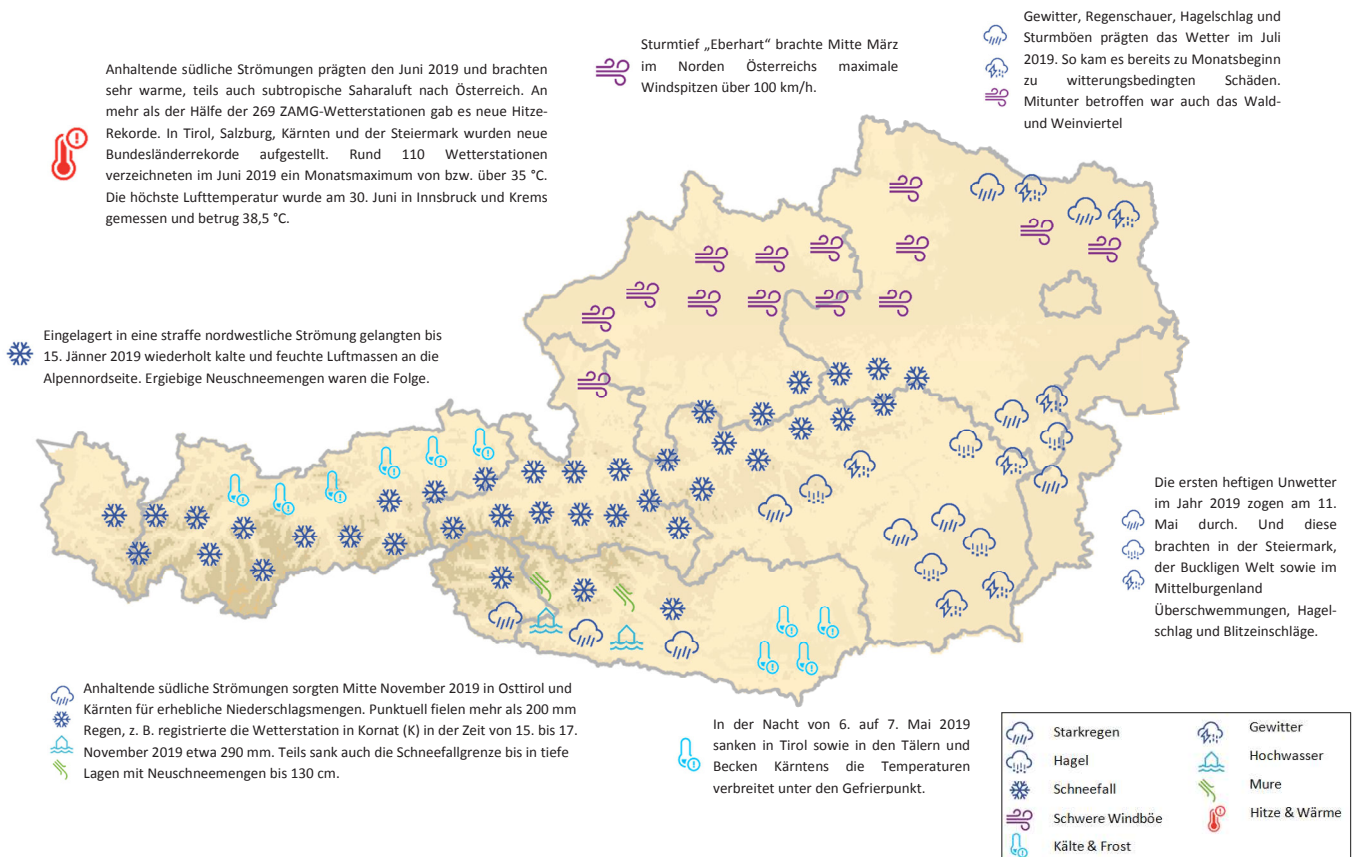 Anhaltende südliche Strömungen prägten den Juni 2019 und brachten
sehr warme, teils auch subtropische Saharaluft nach Österreich. An
mehr als der Hälfte der 269 ZAMG-Wetterstationen gab es neue Hitze-
Rekorde. In Tirol, Salzburg, Kärnten und der Steiermark wurden neue
Bundesländerrekorde aufgestellt. Rund 110 Wetterstationen
verzeichneten im Juni 2019 ein Monatsmaximum von bzw. über 35 °C.
Die höchste Lufttemperatur wurde am 30. Juni in Innsbruck und Krems
gemessen und betrug 38,5 °C.
Sturmtief „Eberhart“ brachte Mitte März
im Norden Österreichs maximale
Windspitzen über 100 km/h.
Gewitter, Regenschauer, Hagelschlag und
Sturmböen prägten das Wetter im Juli
2019. So kam es bereits zu Monatsbeginn
zu witterungsbedingten Schäden.
Mitunter betroffen war auch das Wald-
und Weinviertel
Eingelagert in eine straffe nordwestliche Strömung gelangten bis
15. Jänner 2019 wiederholt kalte und feuchte Luftmassen an die
Alpennordseite. Ergiebige Neuschneemengen waren die Folge.
Die ersten heftigen Unwetter
im Jahr 2019 zogen am 11.
Mai durch. Und diese
brachten in der Steiermark,
der Buckligen Welt sowie im
Mittelburgenland
Überschwemmungen, Hagel-
schlag und Blitzeinschläge.
Anhaltende südliche Strömungen sorgten Mitte November 2019 in Osttirol und
Kärnten für erhebliche Niederschlagsmengen. Punktuell fielen mehr als 200 mm
Regen, z. B. registrierte die Wetterstation in Kornat (K) in der Zeit von 15. bis 17.
November 2019 etwa 290 mm. Teils sank auch die Schneefallgrenze bis in tiefe
Lagen mit Neuschneemengen bis 130 cm.
In der Nacht von 6. auf 7. Mai 2019
sanken in Tirol sowie in den Tälern und
Becken Kärntens die Temperaturen
verbreitet unter den Gefrierpunkt.
Starkregen
Hagel
Schneefall
Schwere Windböe
Kälte & Frost
Gewitter
Hochwasser
Mure
Hitze & Wärme